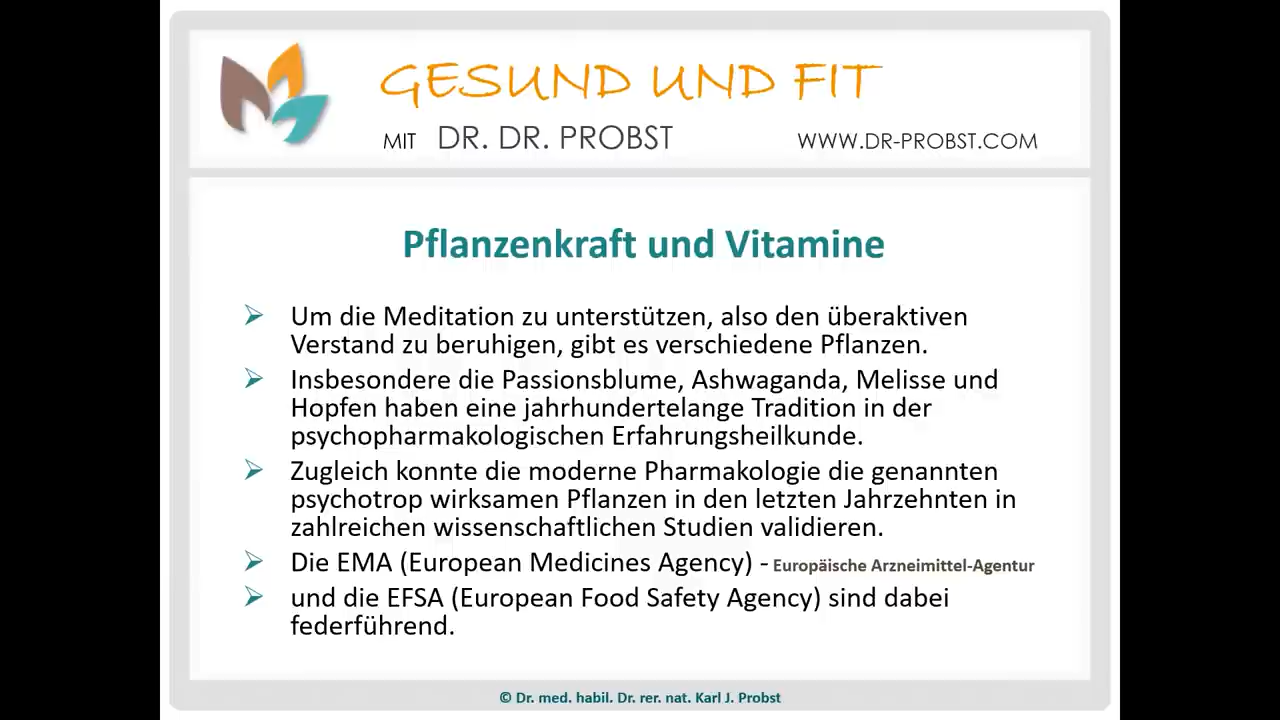 GESUND UND FIT
MIT DR. DR. PROBST WWW.DR-PROBST.COM
Pflanzenkraft und Vitamine
Um die Meditation zu unterstützen, also den überaktiven
Verstand zu beruhigen, gibt es verschiedene Pflanzen.
Insbesondere die Passionsblume, Ashwaganda, Melisse und
Hopfen haben eine jahrhundertelange Tradition in der
psychopharmakologischen Erfahrungsheilkunde.
Zugleich konnte die moderne Pharmakologie die genannten
psychotrop wirksamen Pflanzen in den letzten Jahrzehnten in
zahlreichen wissenschaftlichen Studien validieren.
Die EMA (European Medicines Agency) - Europäische Arzneimittel-Agentur
und die EFSA (European Food Safety Agency) sind dabei
federführend.
© Dr. med. habil. Dr. rer. nat. Karl J. Probst